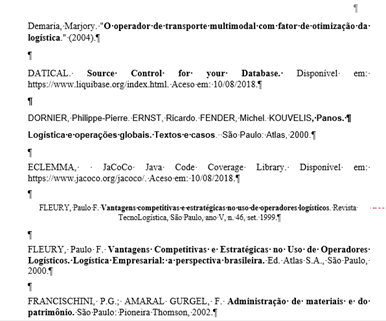 ¶
Demaria, Marjory. "O operador de transporte multimodal com fator de otimização da
logística." (2004).¶
¶
DATICAL. Source Control for your Database. Disponível em:
https://www.liquibase.org/index.html. Aceso em: 10/08/2018.¶
¶
DORNIER, Philippe-Pierre. ERNST, Ricardo. FENDER, Michel. KOUVELIS, Panos.¶
Logística e operações globais. Textos e casos. São Paulo: Atlas, 2000.¶
¶
ECLEMMA, JaCoCo Java Code Coverage Library. Disponível em:
https://www.jacoco.org/jacoco/. Aceso em: 10/08/2018.¶
¶
FLEURY, Paulo F. Vantagens competitivas e estratégicas no uso de operadores logísticos. Revista
TecnoLogística, São Paulo, ano V, n. 46, set. 1999.¶
¶
FLEURY, Paulo F. Vantagens Competitivas e Estratégicas no Uso de Operadores
Logísticos. Logística Empresarial: a perspectiva brasileira. Ed. Atlas S.A., São Paulo,
2000.¶
¶
FRANCISCHINI, P.G.; AMARAL GURGEL, F. Administração de materiais e do
patrimônio. São Paulo: Pioneira Thomson, 2002.¶